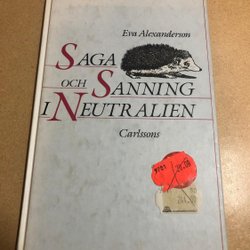 Eva Alexanderson
SAGA
OCH SANNING
I NEUTRALIEN
Carlssons